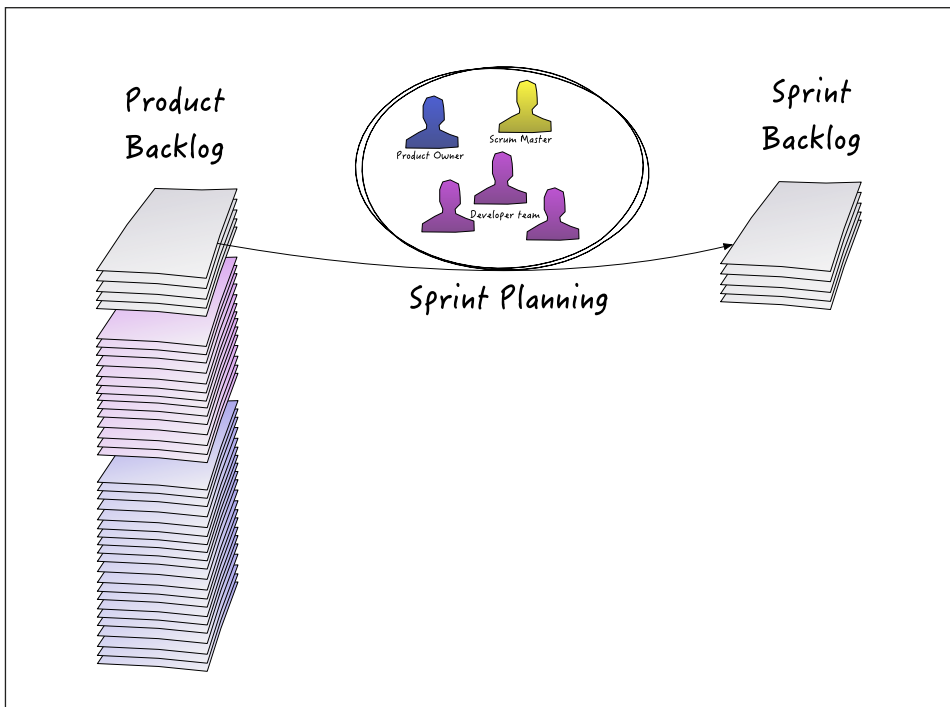 Product
Backlog
Product Owner
Scrum Master
Developer team
Sprint Planning
Sprint
Backlog